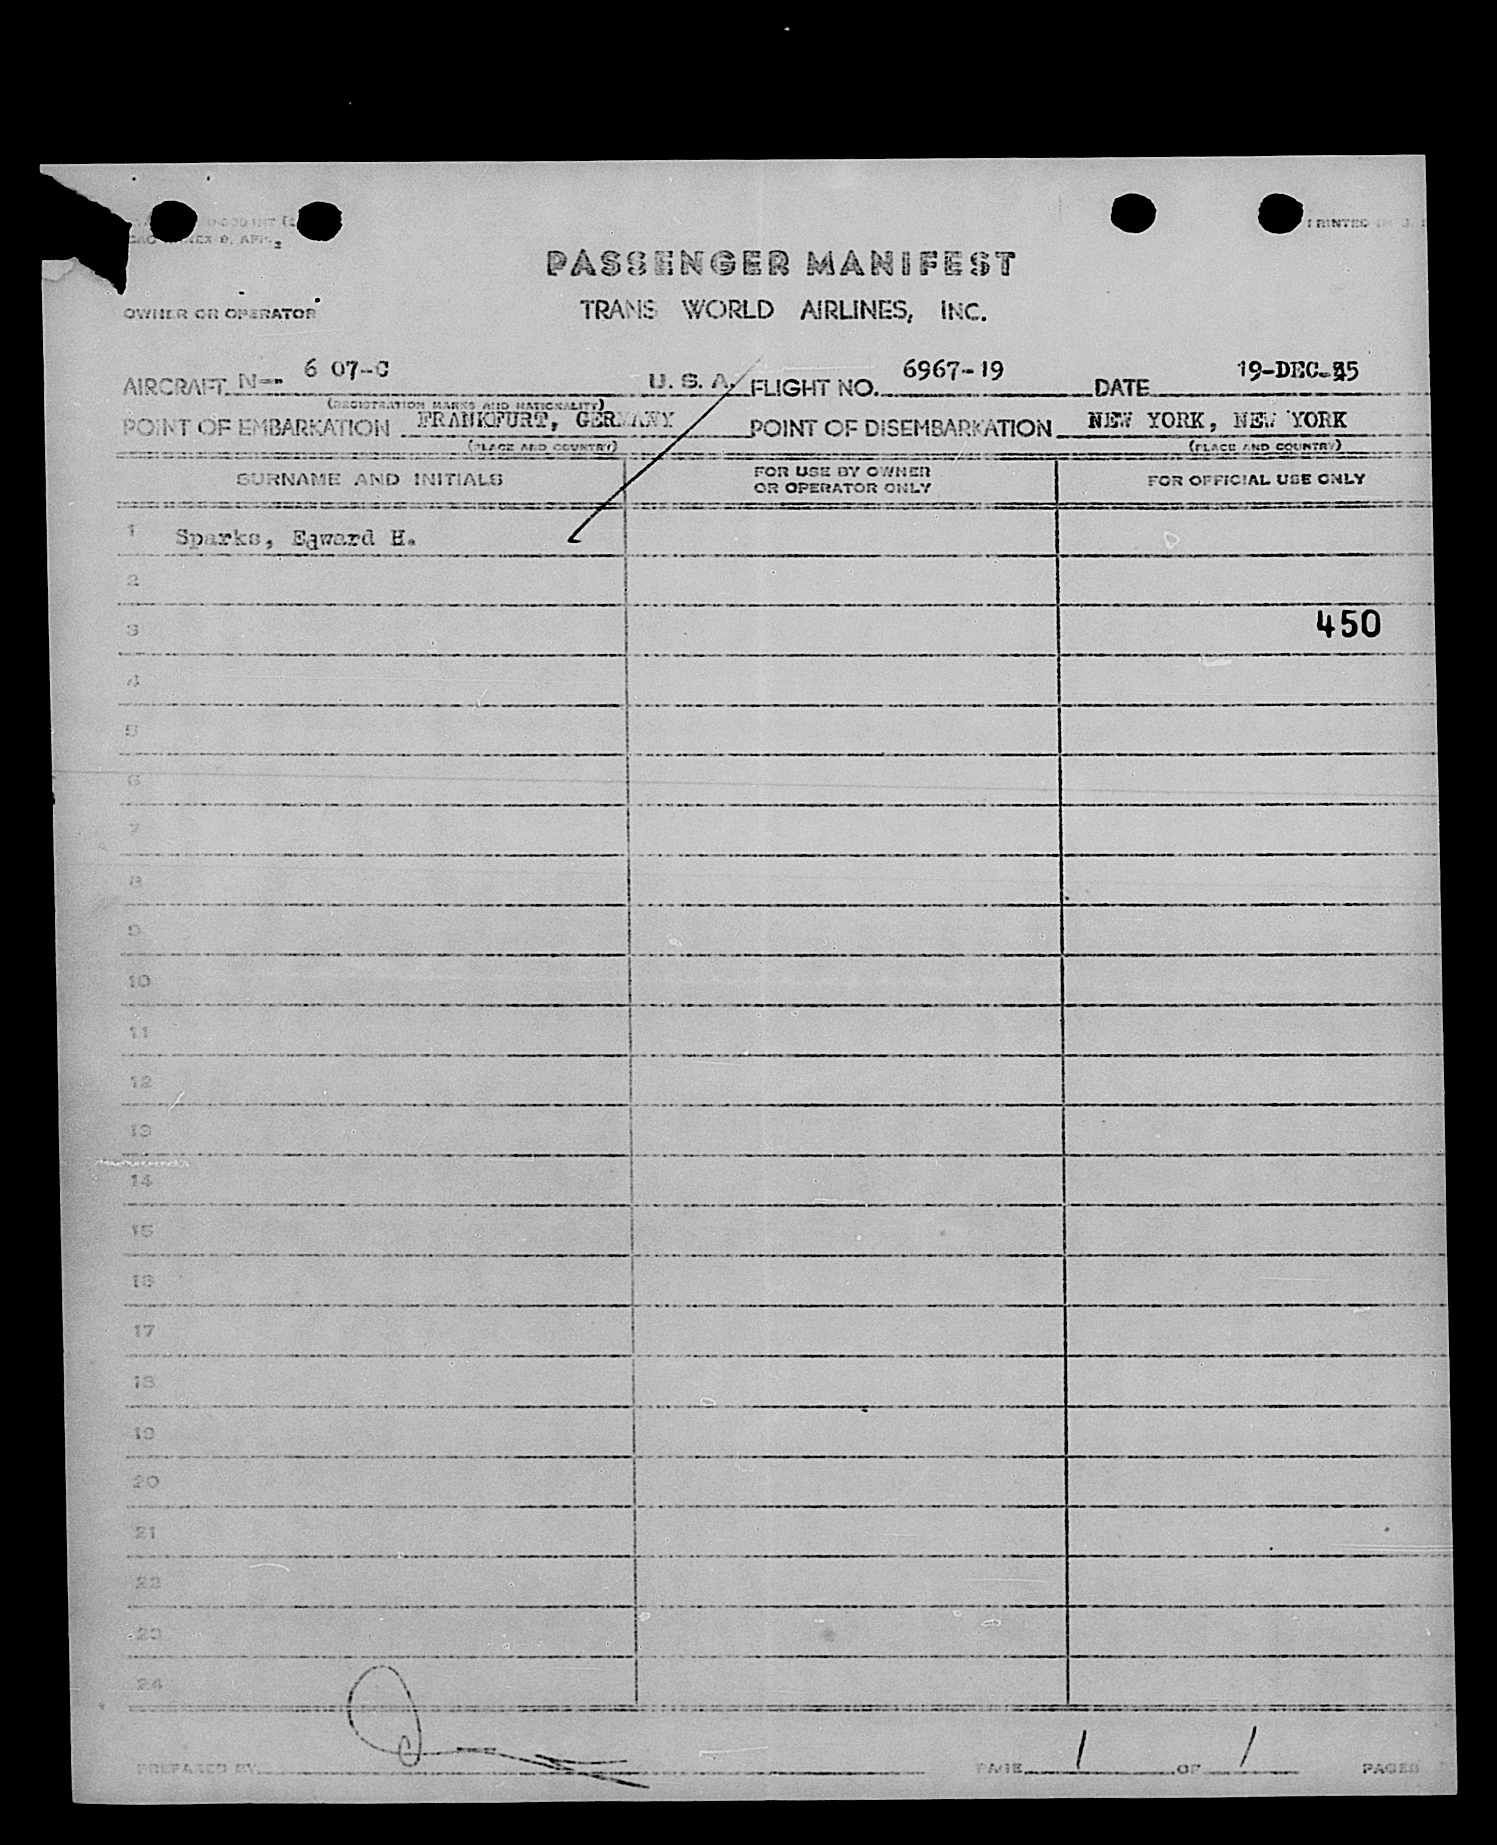 PRINTED IN U.
PASSENGER MANIFEST
OWNER OR OPERATOR TRANS WORLD AIRLINES, INC.
AIRCRAFT N-- 6 07-C U. S. A. FLIGHT NO. 6967-19 DATE 19-DEC-
(REGISTRATION MARKS AND NATIONALITY)
POINT OF EMBARKATION FRANKFURT, GERMANY POINT OF DISEMBARKATION NEW YORK, NEW YORK
(PLACE AND COUNTRY) (PLACE AND COUNTRY)
SURNAME AND INITIALS FOR USE BY OWNER OR OPERATOR ONLY FOR OFFICIAL USE ONLY
1 Sparks, Edward H.
2
3 450
4
5
6
7
8
9
10
11
12
13
14
15
16
17
18
19
20
21
22
23
24
PREPARED BY PAGE 1 OF 1 PAGES